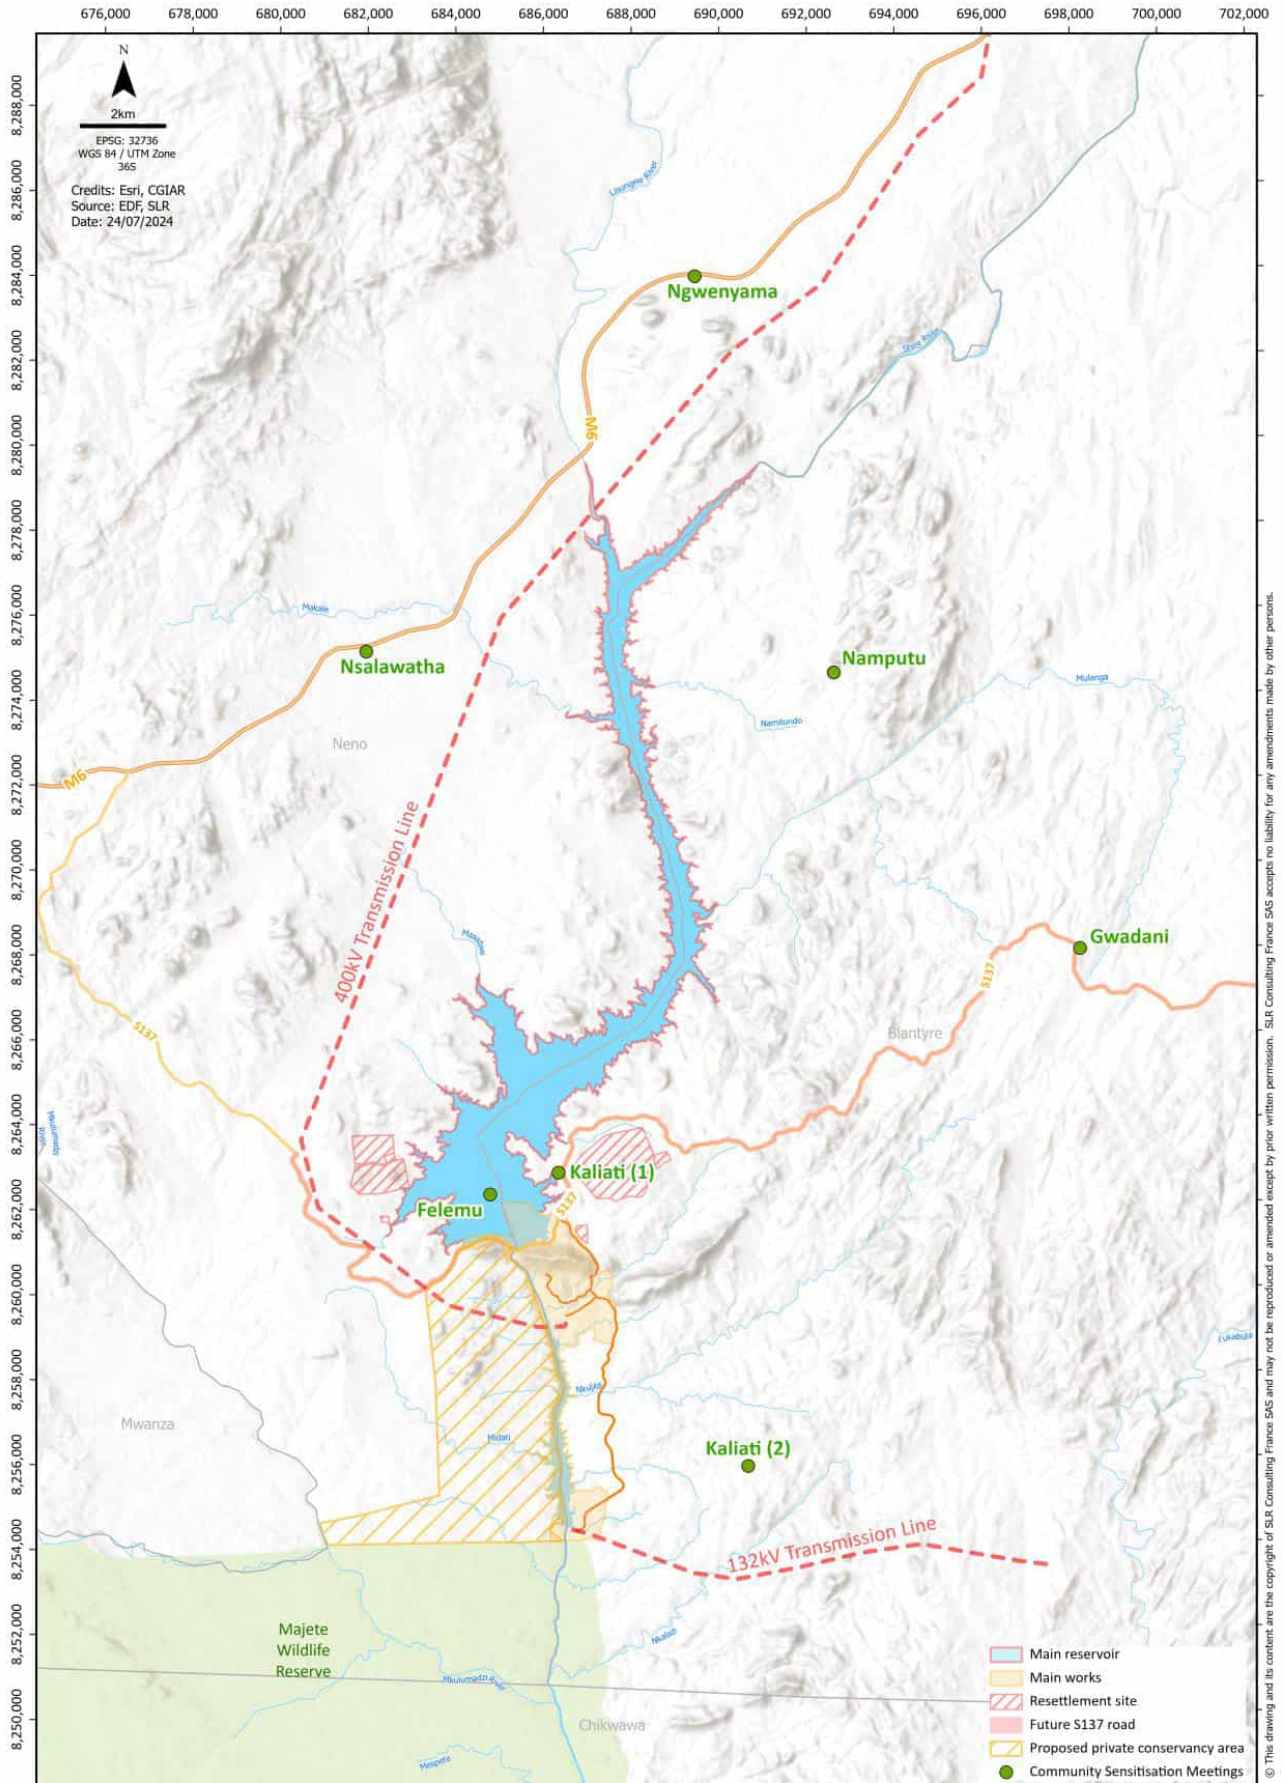 676,000 678,000 680,000 682,000 684,000 686,000 688,000 690,000 692,000 694,000 696,000 698,000 700,000 702,000
N
2km
EPSG: 32736
WGS 84 / UTM Zone
36S
Credits: Esri, CGIAR
Source: EDF, SLR
Date: 24/07/2024
8,288,000
8,286,000
8,284,000
8,282,000
8,280,000
8,278,000
8,276,000
8,274,000
8,272,000
8,270,000
8,268,000
8,266,000
8,264,000
8,262,000
8,260,000
8,258,000
8,256,000
8,254,000
8,252,000
8,250,000
Lisungwe River
Ngwenyama
Shire River
M6
Makale
Nsalawatha
Namputu
Mulanga
Namitundo
Neno
M6
400kV Transmission Line
Gwadani
S137
S137
Blantyre
Mkulumadzi
River
Kaliati (1)
Felemu
S137
Mwanza
Midati
Kaliati (2)
132kV Transmission Line
Majete
Wildlife
Reserve
Nkalazi
Mkulumadzi River
Chikwawa
Main reservoir
Main works
Resettlement site
Future S137 road
Proposed private conservancy area
Community Sensitisation Meetings
© This drawing and its content are the copyright of SLR Consulting France SAS and may not be reproduced or amended except by prior written permission. SLR Consulting France SAS accepts no liability for any amendments made by other persons.